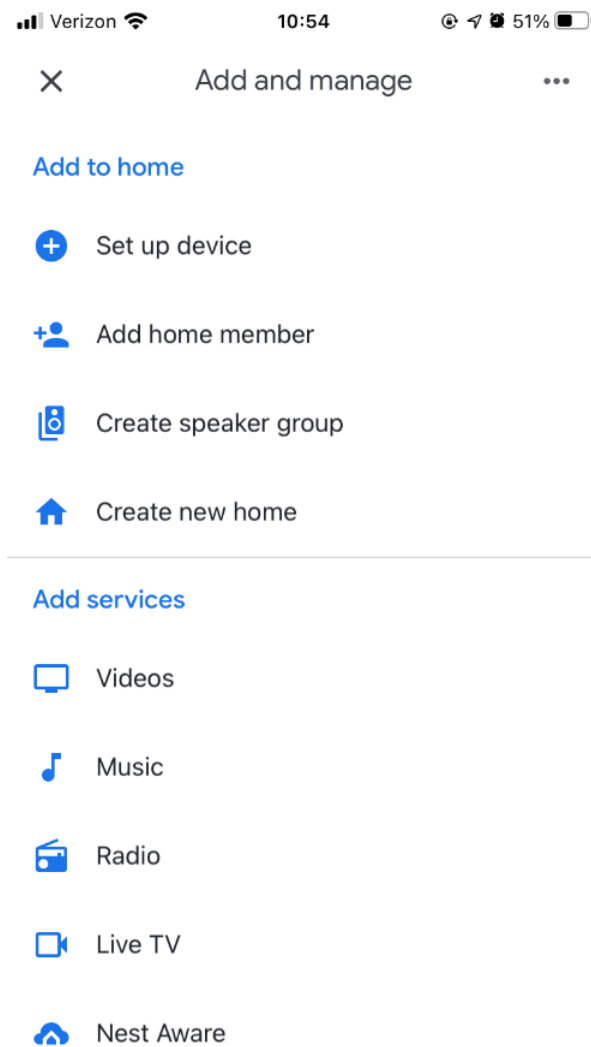 Verizon 10:54 51%
Add and manage
Add to home
Set up device
Add home member
Create speaker group
Create new home
Add services
Videos
Music
Radio
Live TV
Nest Aware